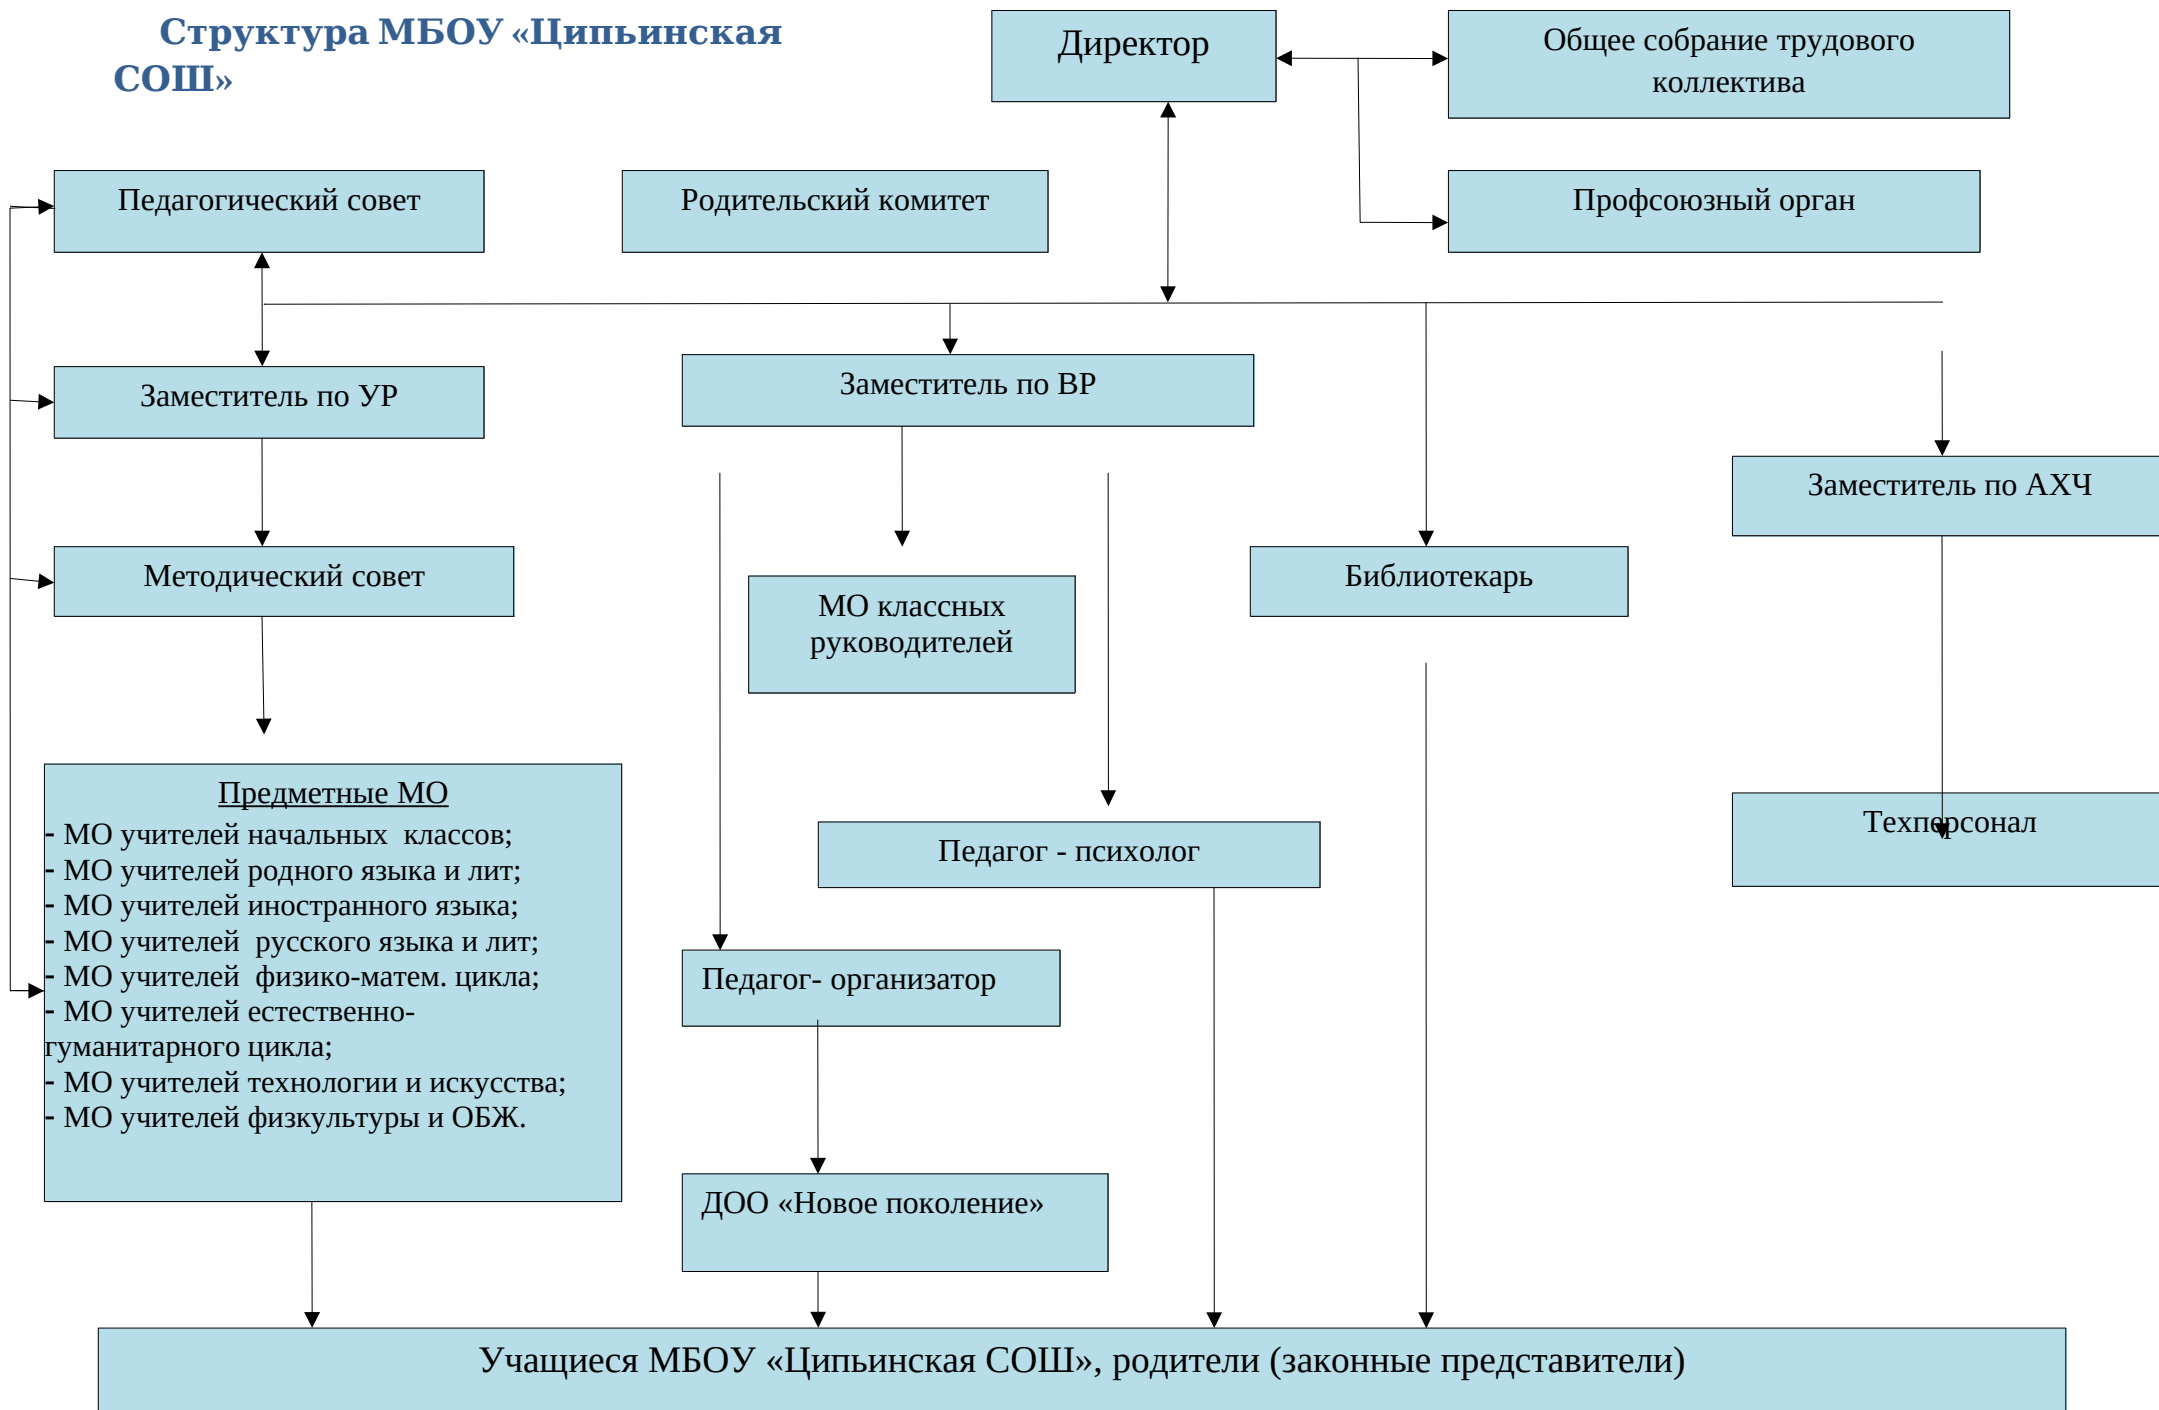 Структура МБОУ «Ципьинская
СОШ»
Директор
Общее собрание трудового
коллектива
Педагогический совет
Родительский комитет
Профсоюзный орган
Заместитель по УР
Заместитель по ВР
Заместитель по АХЧ
Методический совет
МО классных
руководителей
Библиотекарь
Предметные МО
- МО учителей начальных  классов;
- МО учителей родного языка и лит;
- МО учителей иностранного языка;
- МО учителей  русского языка и лит;
- МО учителей  физико-матем. цикла;
- МО учителей естественно-
гуманитарного цикла;
- МО учителей технологии и искусства;
- МО учителей физкультуры и ОБЖ.
Педагог - психолог
Техперсонал
Педагог- организатор
ДОО «Новое поколение»
Учащиеся МБОУ «Ципьинская СОШ», родители (законные представители)